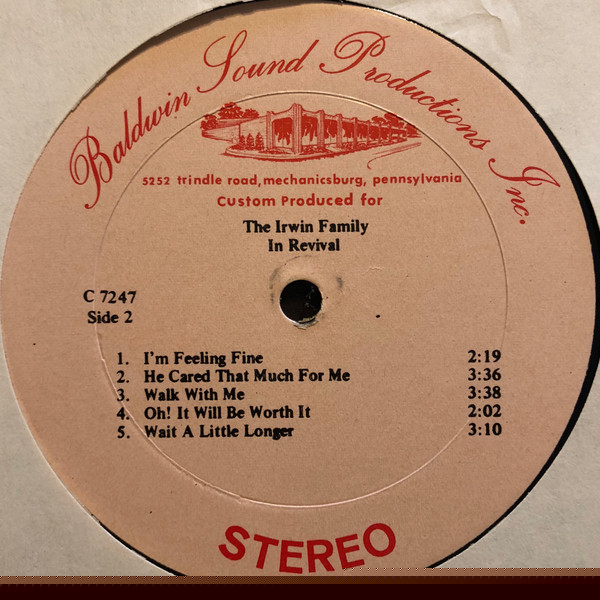 Baldwin Sound Productions Inc.
5252 trindle road, mechanicsburg, pennsylvania
Custom Produced for
The Irwin Family
In Revival
C 7247
Side 2
1. I'm Feeling Fine 2:19
2. He Cared That Much For Me 3:36
3. Walk With Me 3:38
4. Oh! It Will Be Worth It 2:02
5. Wait A Little Longer 3:10
STEREO